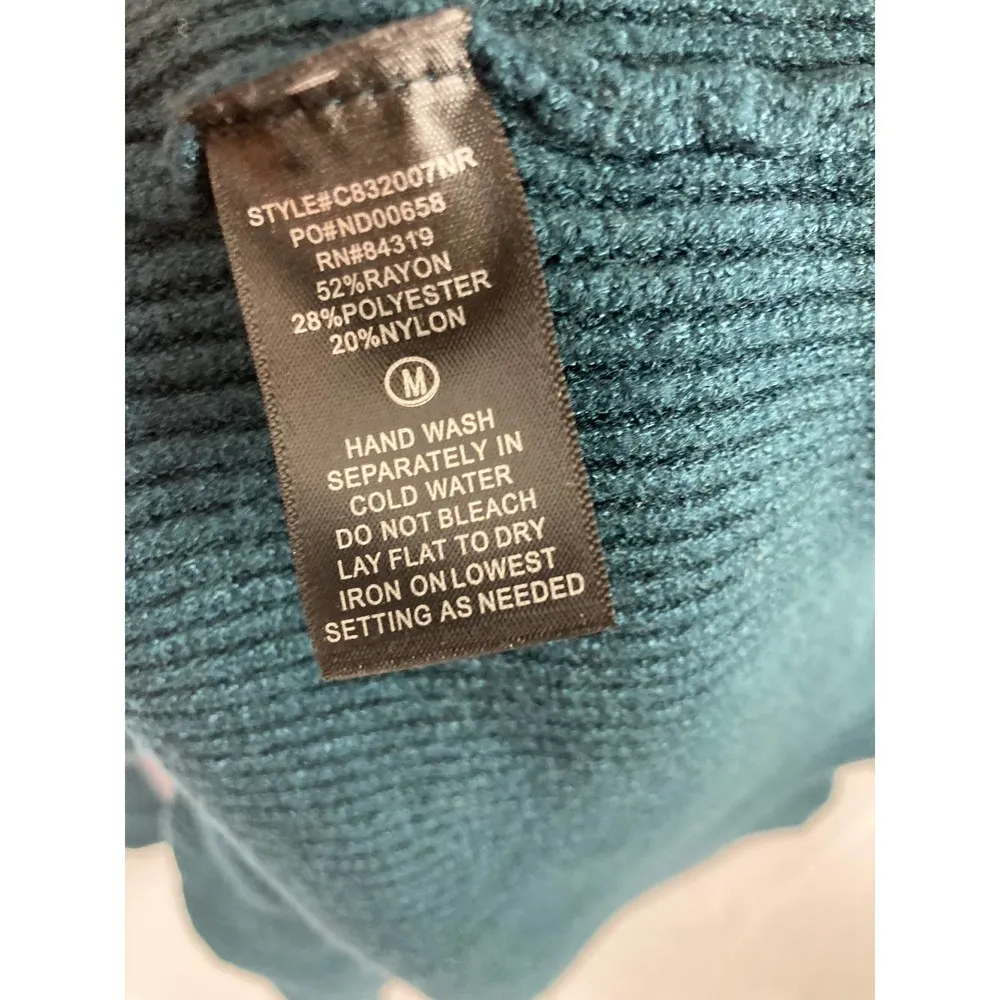 STYLE#C832007NR
PO#ND00658
RN#84319
52%RAYON
28%POLYESTER
20%NYLON
M
HAND WASH
SEPARATELY IN
COLD WATER
DO NOT BLEACH
LAY FLAT TO DRY
IRON ON LOWEST
SETTING AS NEEDED